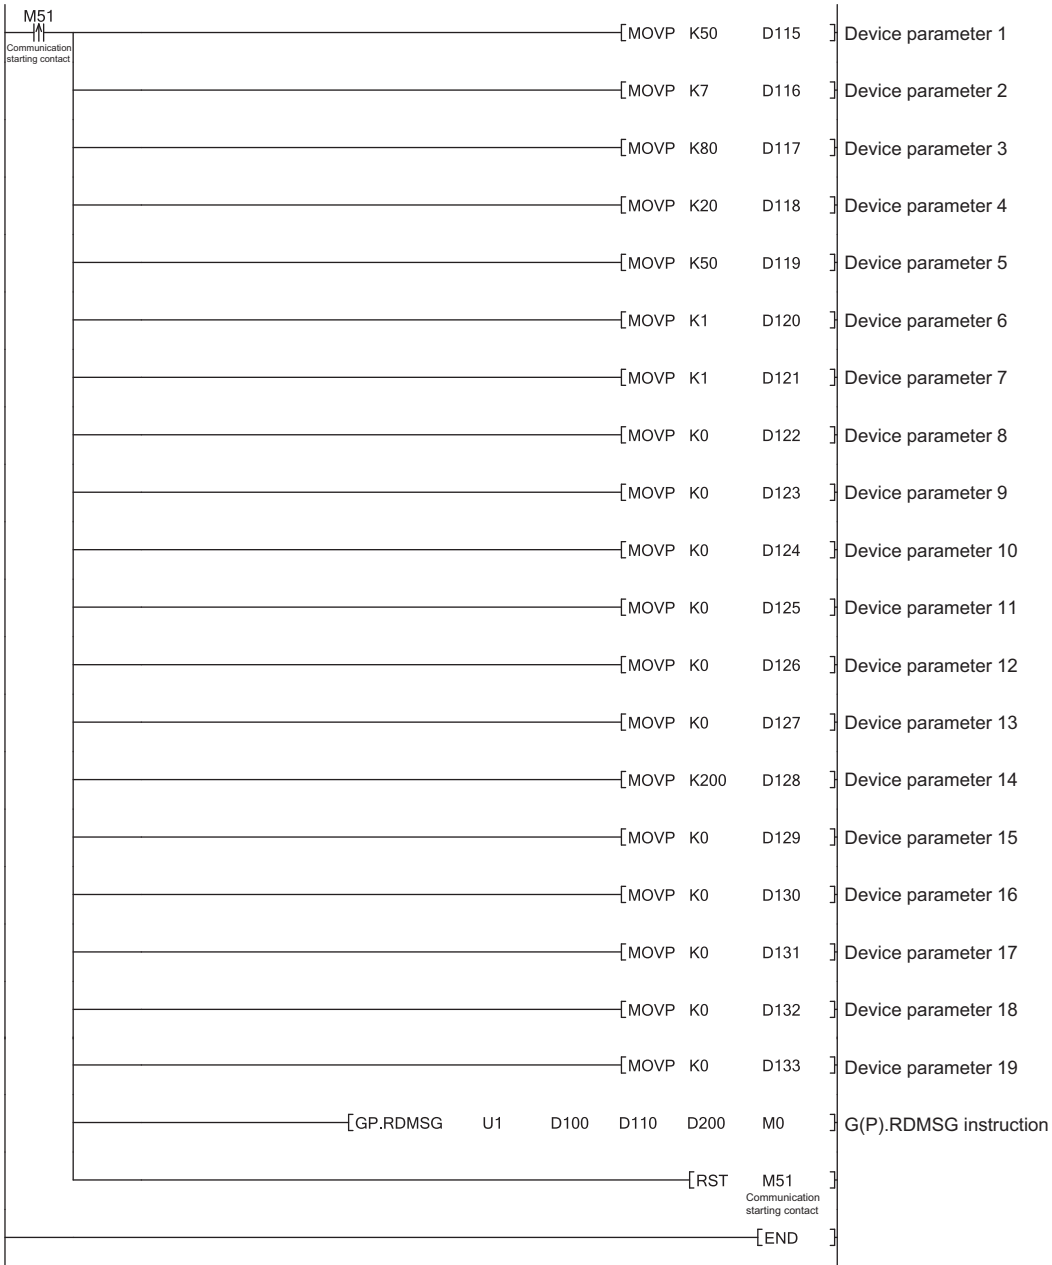 M51
Communication
starting contact
MOVP K50 D115 Device parameter 1
MOVP K7 D116 Device parameter 2
MOVP K80 D117 Device parameter 3
MOVP K20 D118 Device parameter 4
MOVP K50 D119 Device parameter 5
MOVP K1 D120 Device parameter 6
MOVP K1 D121 Device parameter 7
MOVP K0 D122 Device parameter 8
MOVP K0 D123 Device parameter 9
MOVP K0 D124 Device parameter 10
MOVP K0 D125 Device parameter 11
MOVP K0 D126 Device parameter 12
MOVP K0 D127 Device parameter 13
MOVP K200 D128 Device parameter 14
MOVP K0 D129 Device parameter 15
MOVP K0 D130 Device parameter 16
MOVP K0 D131 Device parameter 17
MOVP K0 D132 Device parameter 18
MOVP K0 D133 Device parameter 19
GP.RDMSG U1 D100 D110 D200 M0 G(P).RDMSG instruction
RST M51
Communication
starting contact
END